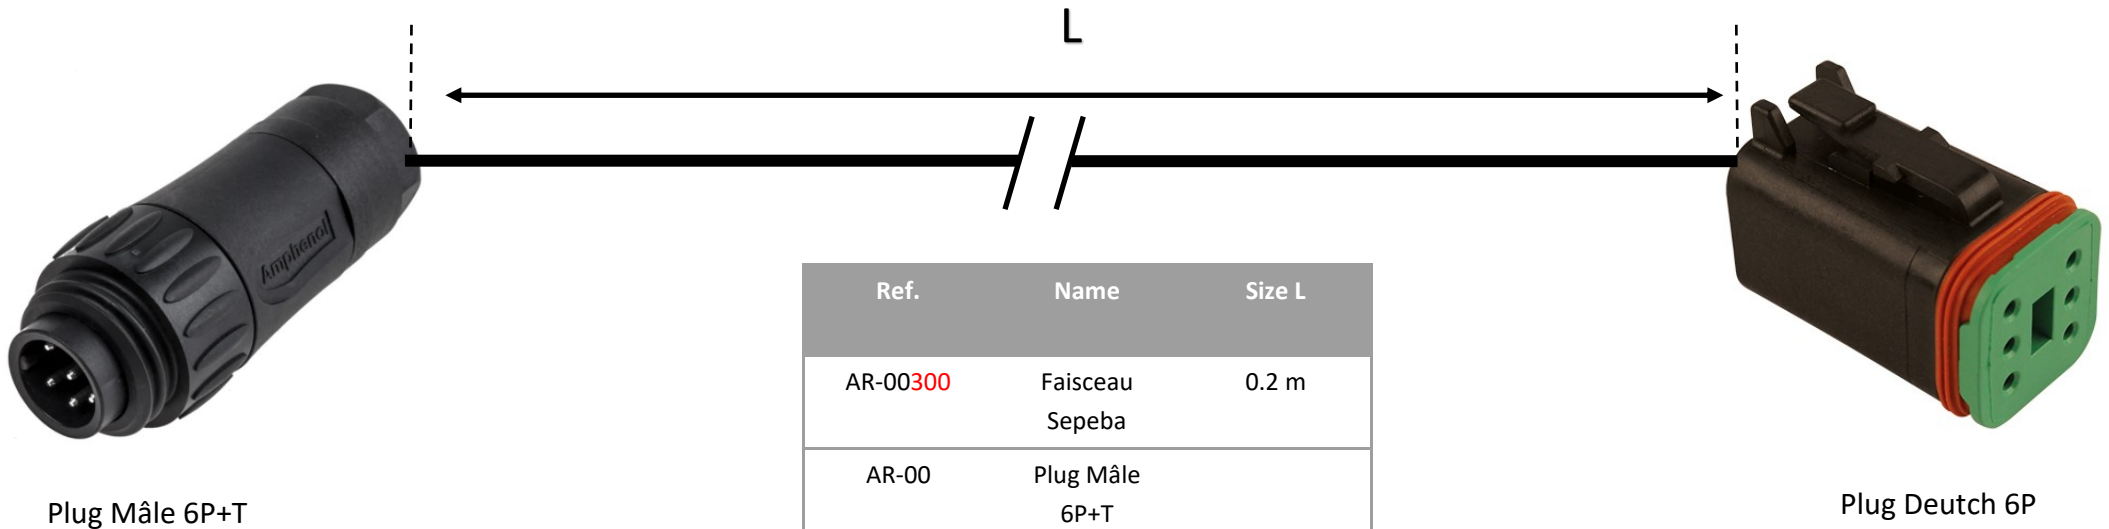 L
Amphenol
Ref. Name Size L
AR-00300 Faisceau 0.2 m
Sepeba
AR-00 Plug Mâle
6P+T
Plug Mâle 6P+T
Plug Deutch 6P